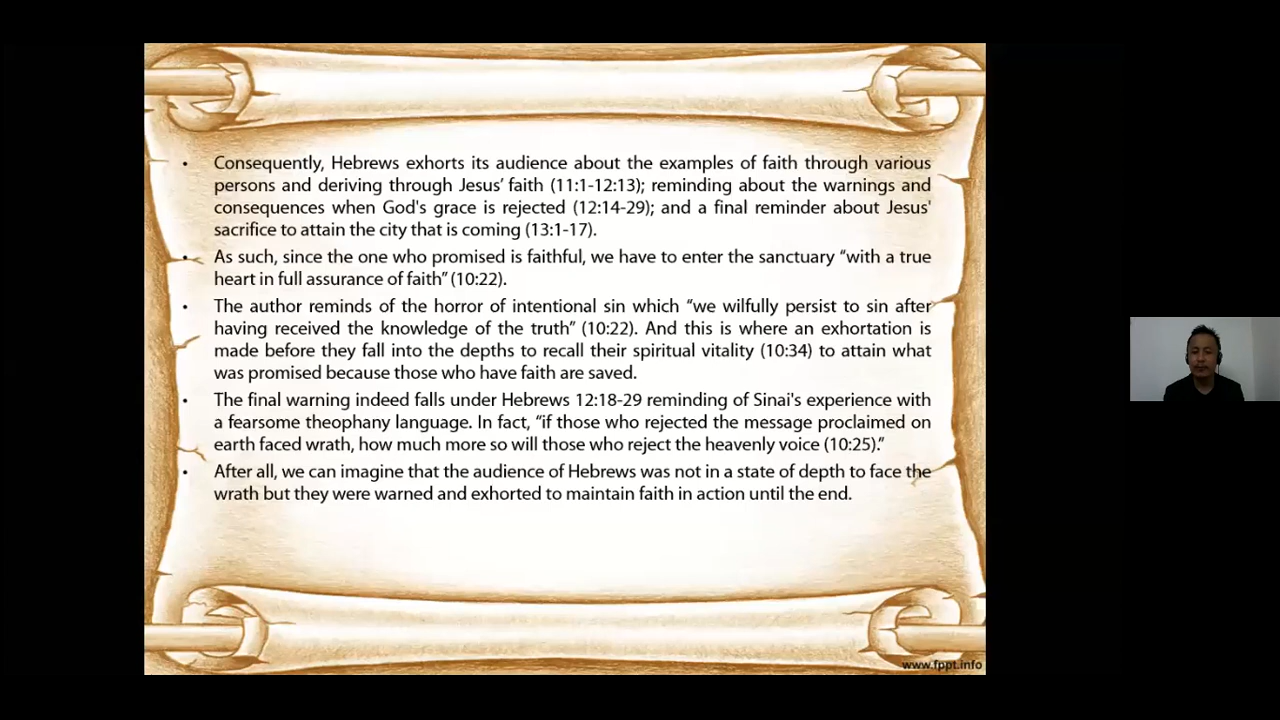 • Consequently, Hebrews exhorts its audience about the examples of faith through various
persons and deriving through Jesus’ faith (11:1-12:13); reminding about the warnings and
consequences when God's grace is rejected (12:14-29); and a final reminder about Jesus'
sacrifice to attain the city that is coming (13:1-17).
• As such, since the one who promised is faithful, we have to enter the sanctuary “with a true
heart in full assurance of faith” (10:22).
• The author reminds of the horror of intentional sin which “we wilfully persist to sin after
having received the knowledge of the truth” (10:22). And this is where an exhortation is
made before they fall into the depths to recall their spiritual vitality (10:34) to attain what
was promised because those who have faith are saved.
• The final warning indeed falls under Hebrews 12:18-29 reminding of Sinai's experience with
a fearsome theophany language. In fact, “if those who rejected the message proclaimed on
earth faced wrath, how much more so will those who reject the heavenly voice (10:25).”
• After all, we can imagine that the audience of Hebrews was not in a state of depth to face the
wrath but they were warned and exhorted to maintain faith in action until the end.
www.fppt.info